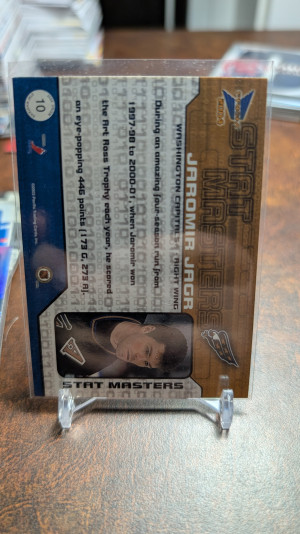 STAT
MASTERS
JAROMIR JAGR
WASHINGTON CAPITALS • RIGHT WING
During an amazing four-season run from
1997-98 to 2000-01, when Jaromir won
the Art Ross Trophy each year, he scored
an eye-popping 446 points (173 G, 273 A).
STAT MASTERS
10